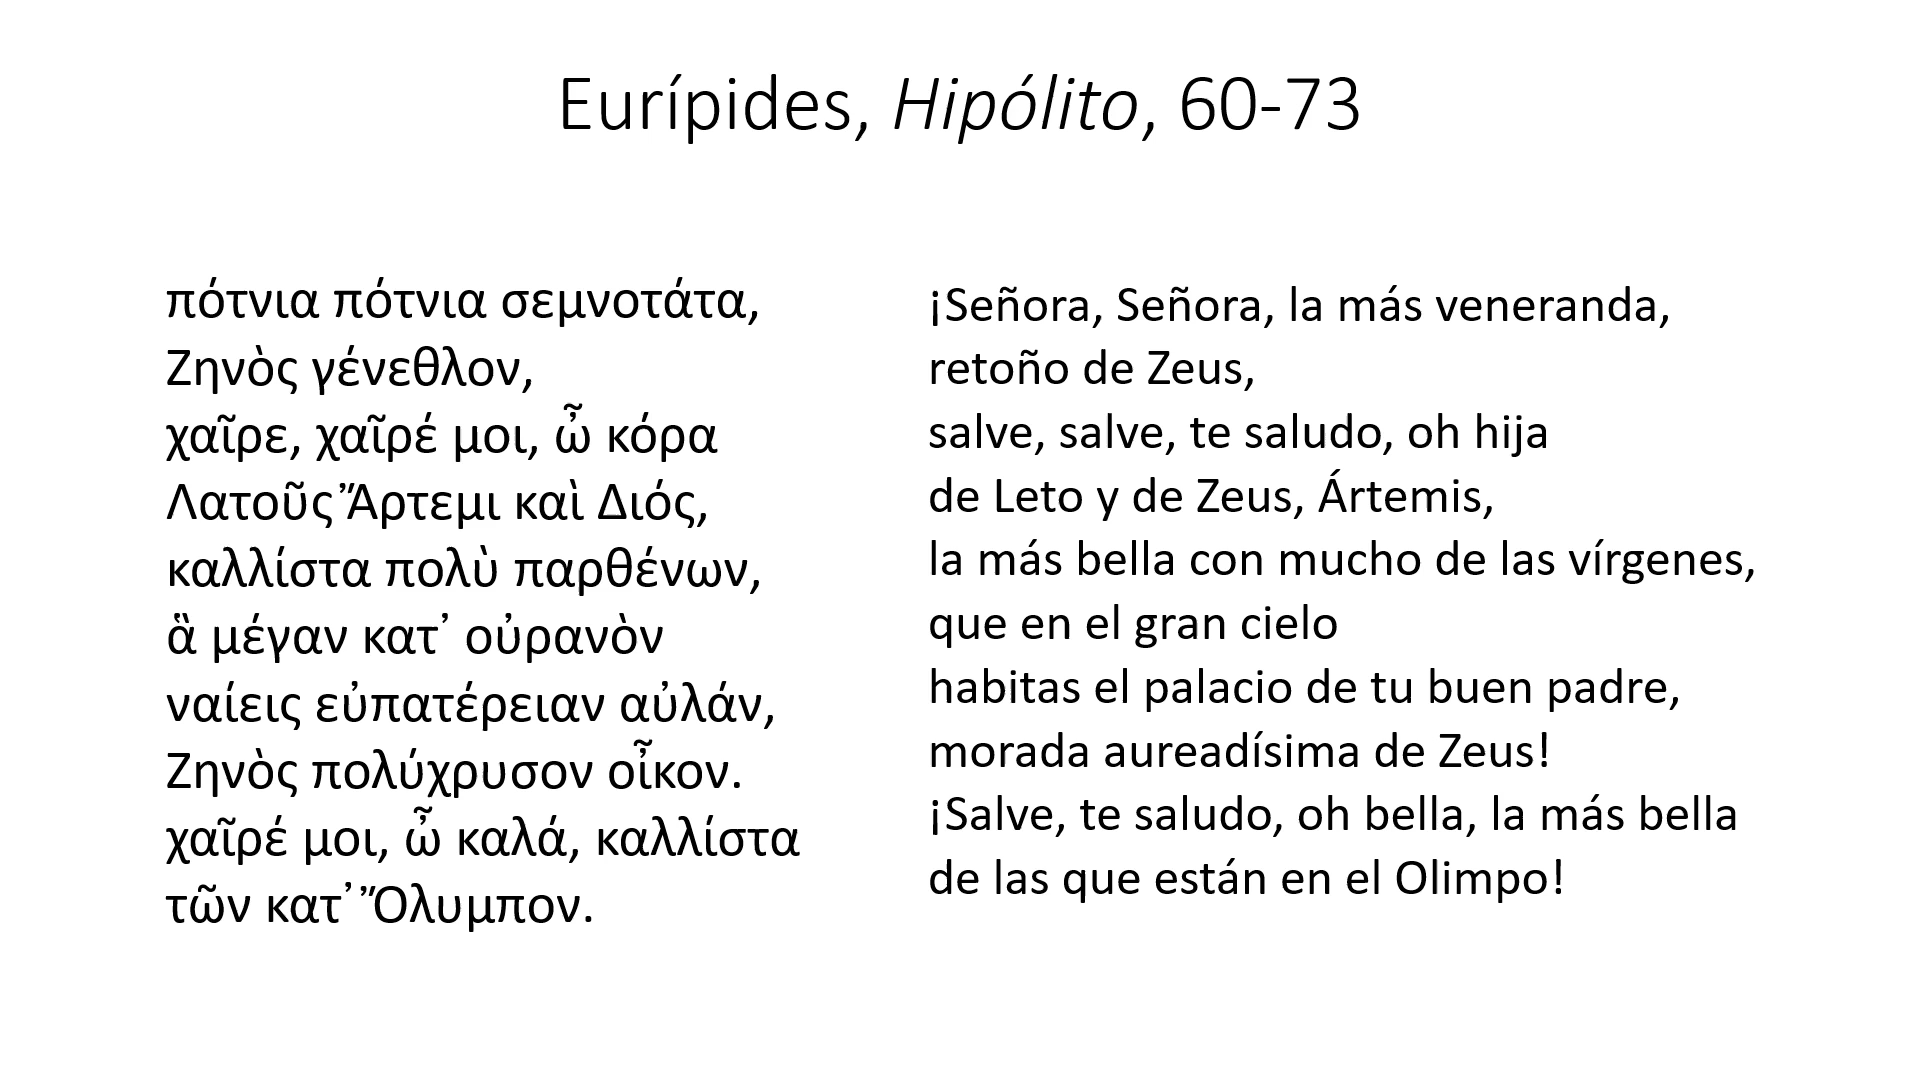 Eurípides, Hipólito, 60-73
πότνια πότνια σεμνοτάτα,
Ζηνὸς γένεθλον,
χαῖρε, χαῖρέ μοι, ὦ κόρα
Λατοῦς Ἄρτεμι καὶ Διός,
καλλίστα πολὺ παρθένων,
ἃ μέγαν κατ᾽ οὐρανὸν
ναίεις εὐπατέρειαν αὐλάν,
Ζηνὸς πολύχρυσον οἶκον.
χαῖρέ μοι, ὦ καλά, καλλίστα
τῶν κατ᾽ Ὄλυμπον.
¡Señora, Señora, la más veneranda,
retoño de Zeus,
salve, salve, te saludo, oh hija
de Leto y de Zeus, Ártemis,
la más bella con mucho de las vírgenes,
que en el gran cielo
habitas el palacio de tu buen padre,
morada aureadísima de Zeus!
¡Salve, te saludo, oh bella, la más bella
de las que están en el Olimpo!